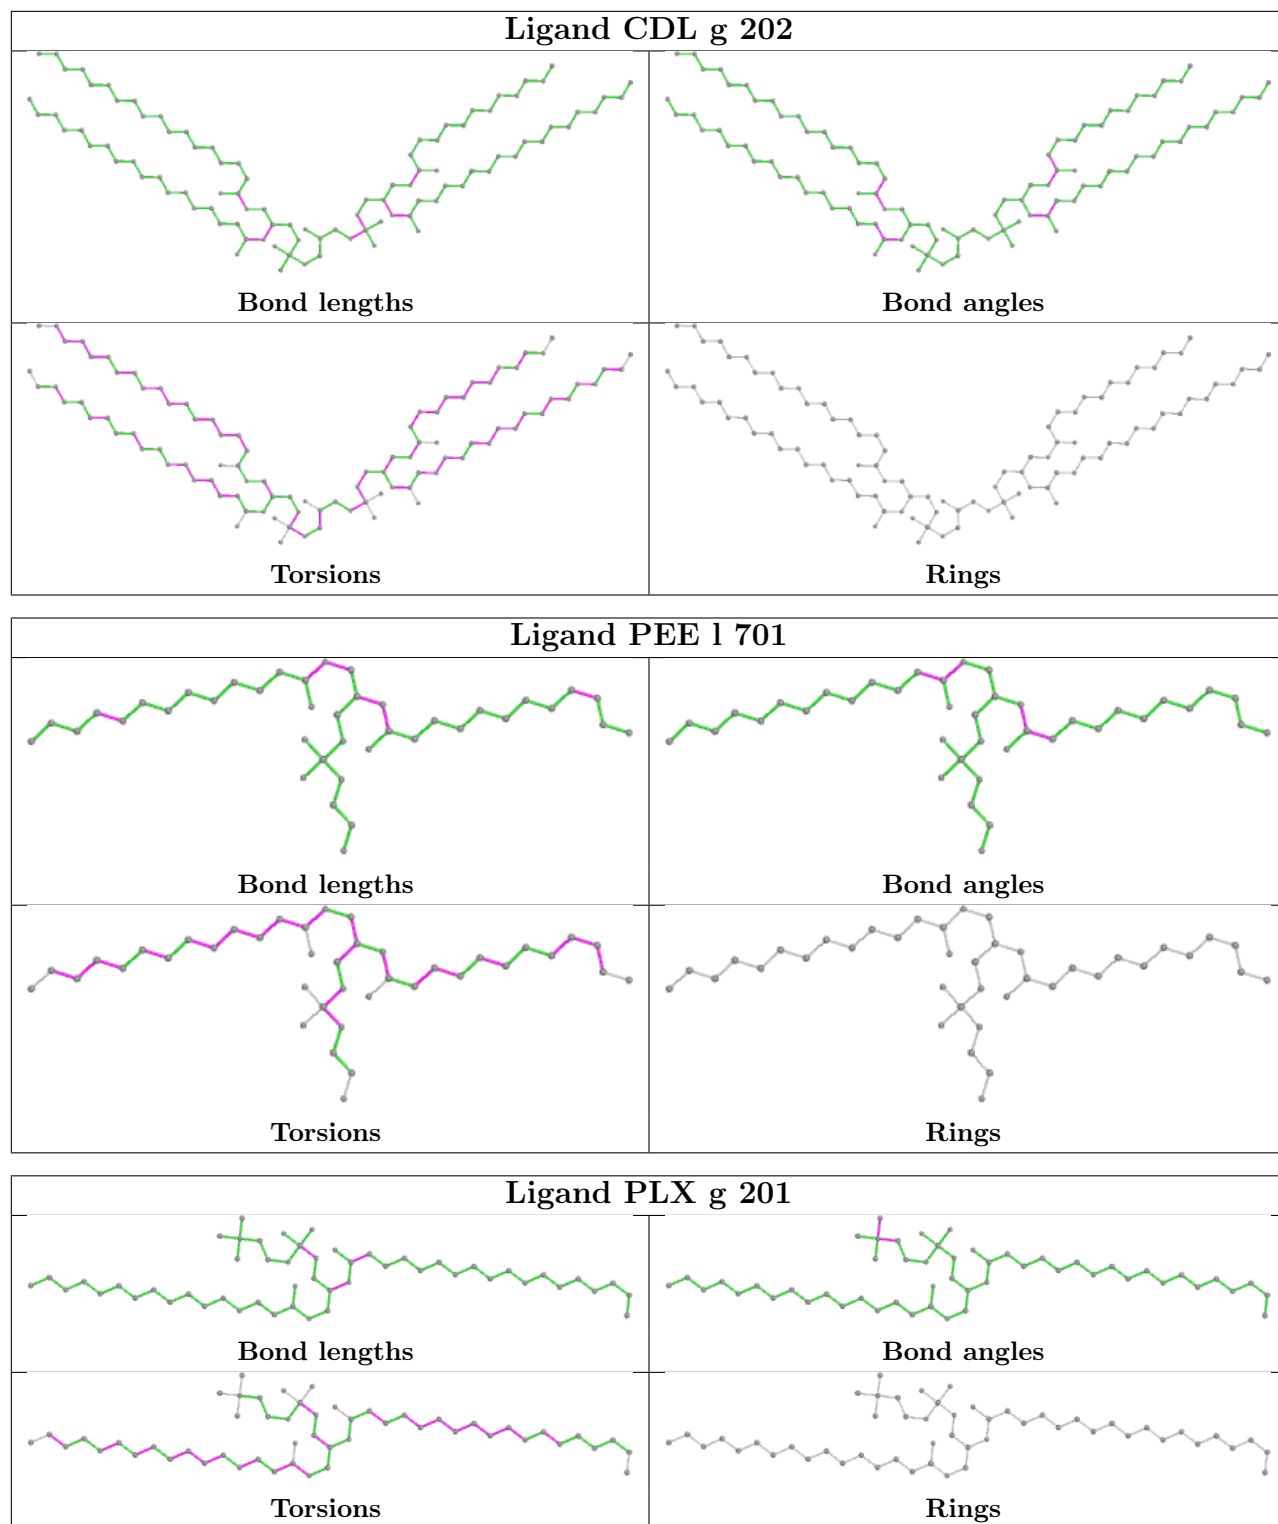 Ligand CDL g 202
Bond lengths
Bond angles
Torsions
Rings
Ligand PEE l 701
Bond lengths
Bond angles
Torsions
Rings
Ligand PLX g 201
Bond lengths
Bond angles
Torsions
Rings